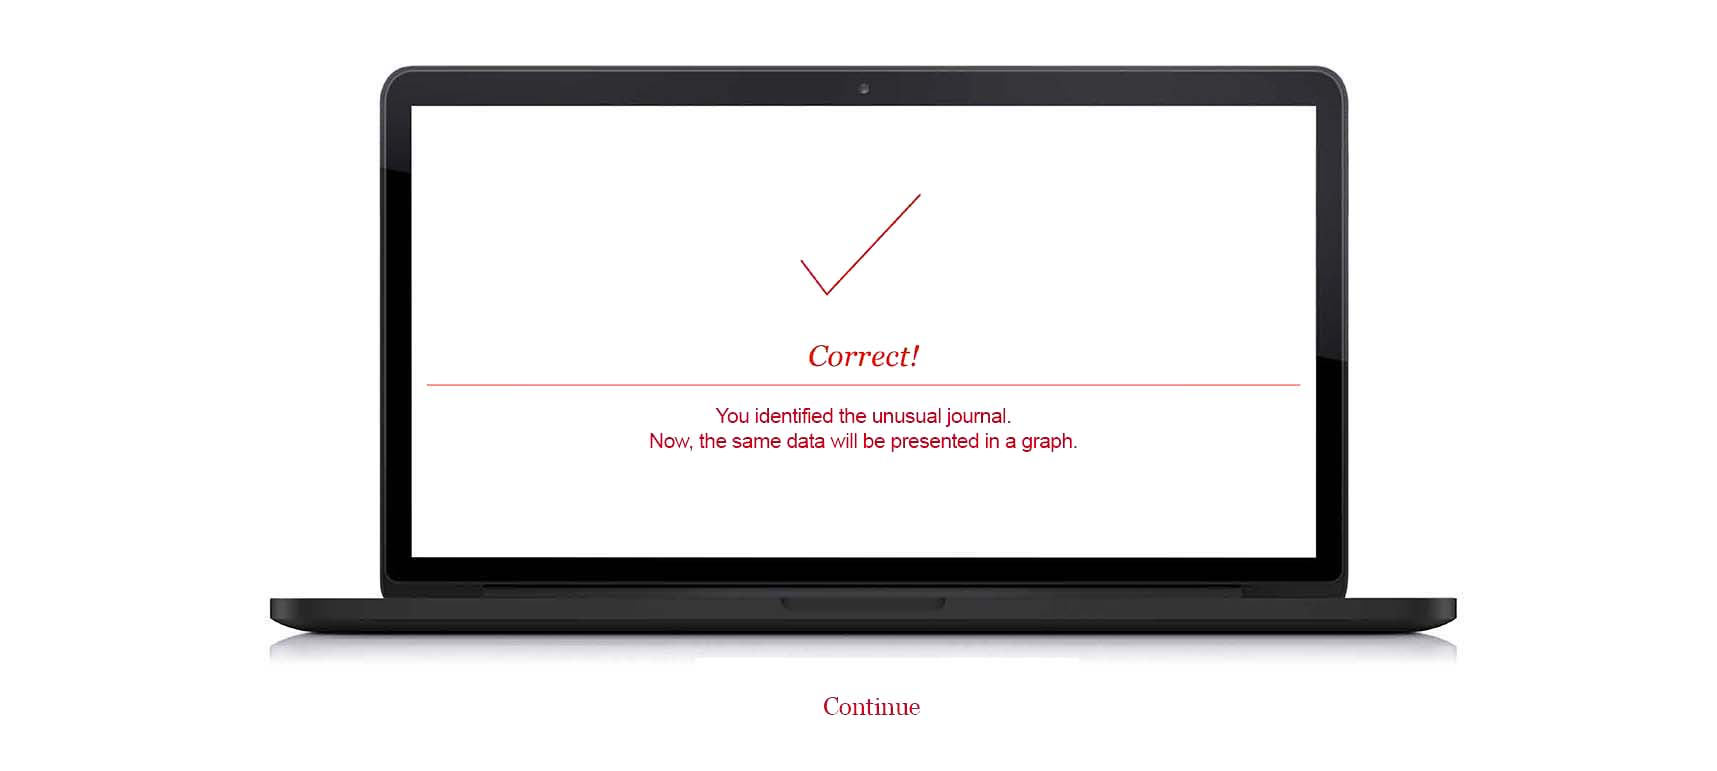 Correct!
You identified the unusual journal.
Now, the same data will be presented in a graph.
Continue